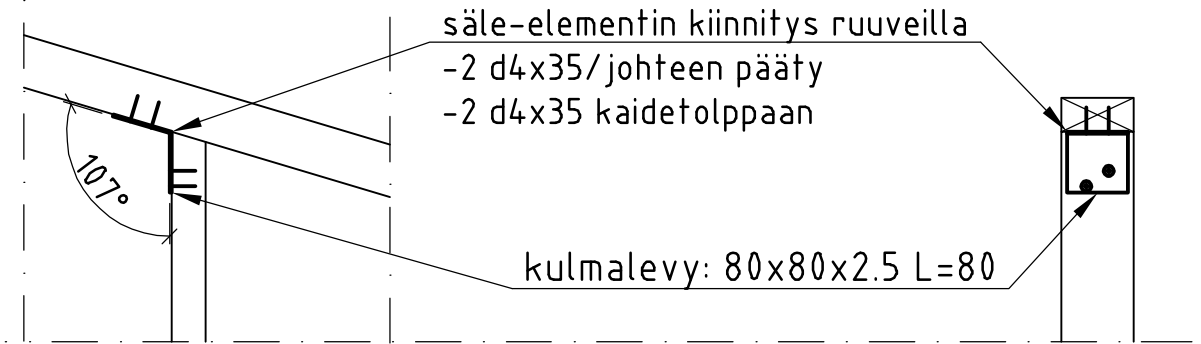 säle-elementin kiinnitys ruuveilla
-2 d4x35/johteen pääty
-2 d4x35 kaidetolppaan
107°
kulmalevy: 80x80x2.5 L=80